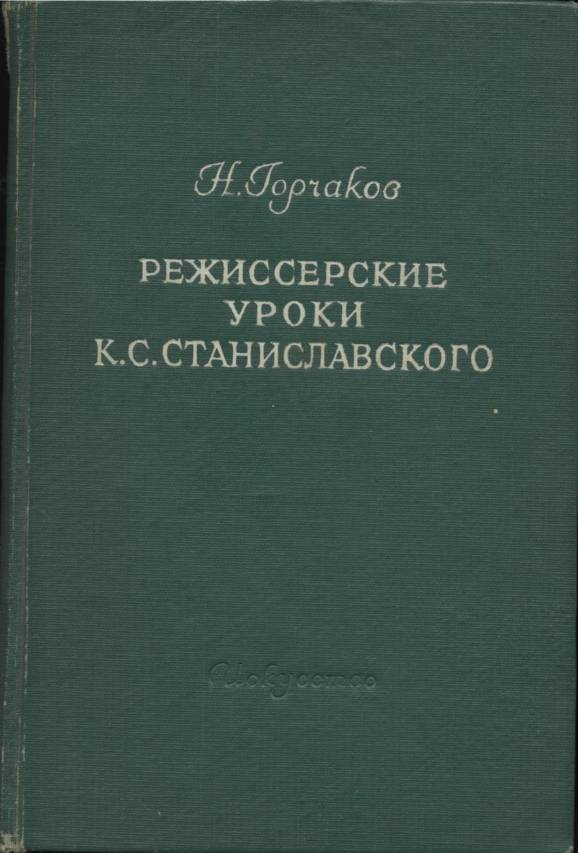 Н. Горчаков
РЕЖИССЕРСКИЕ
УРОКИ
К.С.СТАНИСЛАВСКОГО
Искусство